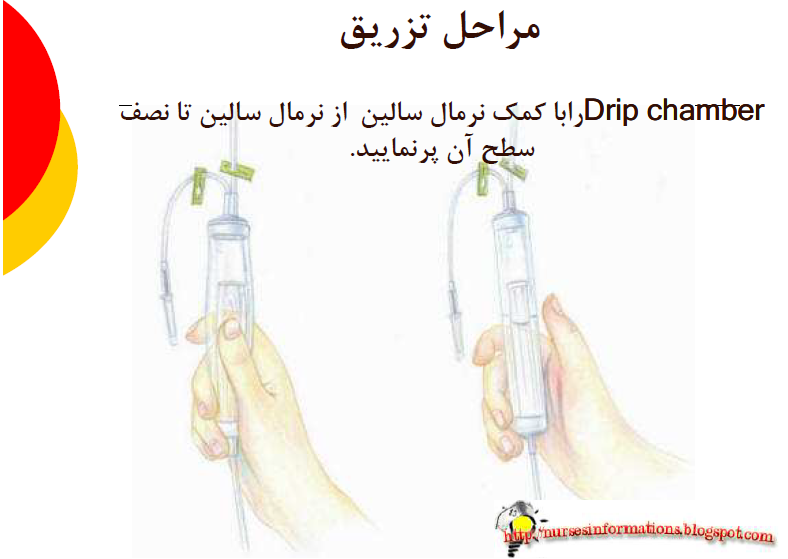 مراحل تزریق
Drip chamberرابا کمک نرمال سالین از نرمال سالین تا نصف
سطح آن پرنمایید.
http://nursesinformations.blogspot.com